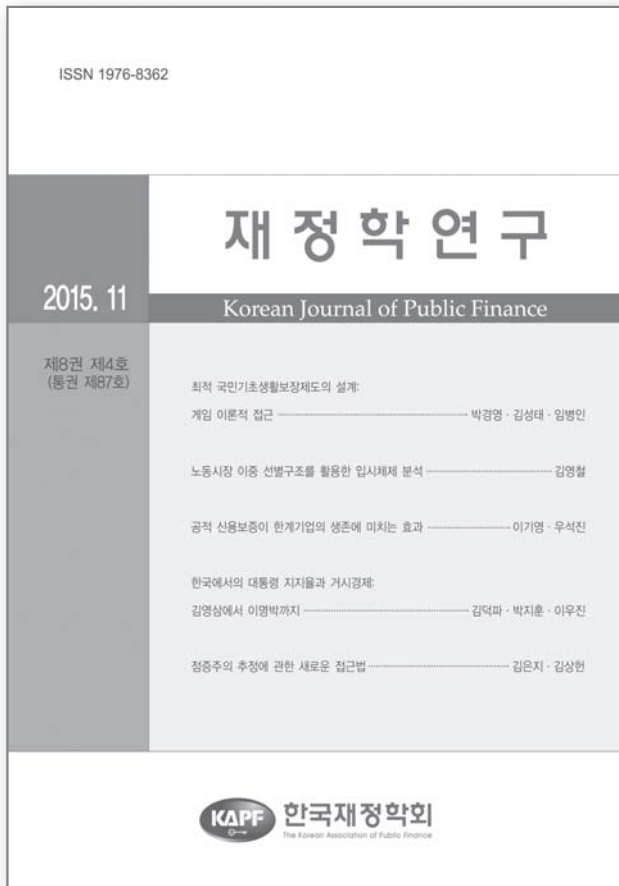 ISSN 1976-8362
재정학연구
2015. 11
Korean Journal of Public Finance
제8권 제4호
(통권 제87호)
최적 국민기초생활보장제도의 설계:
게임 이론적 접근 박경영 · 김성태 · 임병인
노동시장 이중 선별구조를 활용한 입시체제 분석 김영철
공적 신용보증이 한계기업의 생존에 미치는 효과 이기영 · 우석진
한국에서의 대통령 지지율과 거시경제:
김영삼에서 이명박까지 김덕파 · 박지훈 · 이우진
점증주의 추정에 관한 새로운 접근법 김은지 · 김상헌
KAPF 한국재정학회
The Korean Association of Public Finance